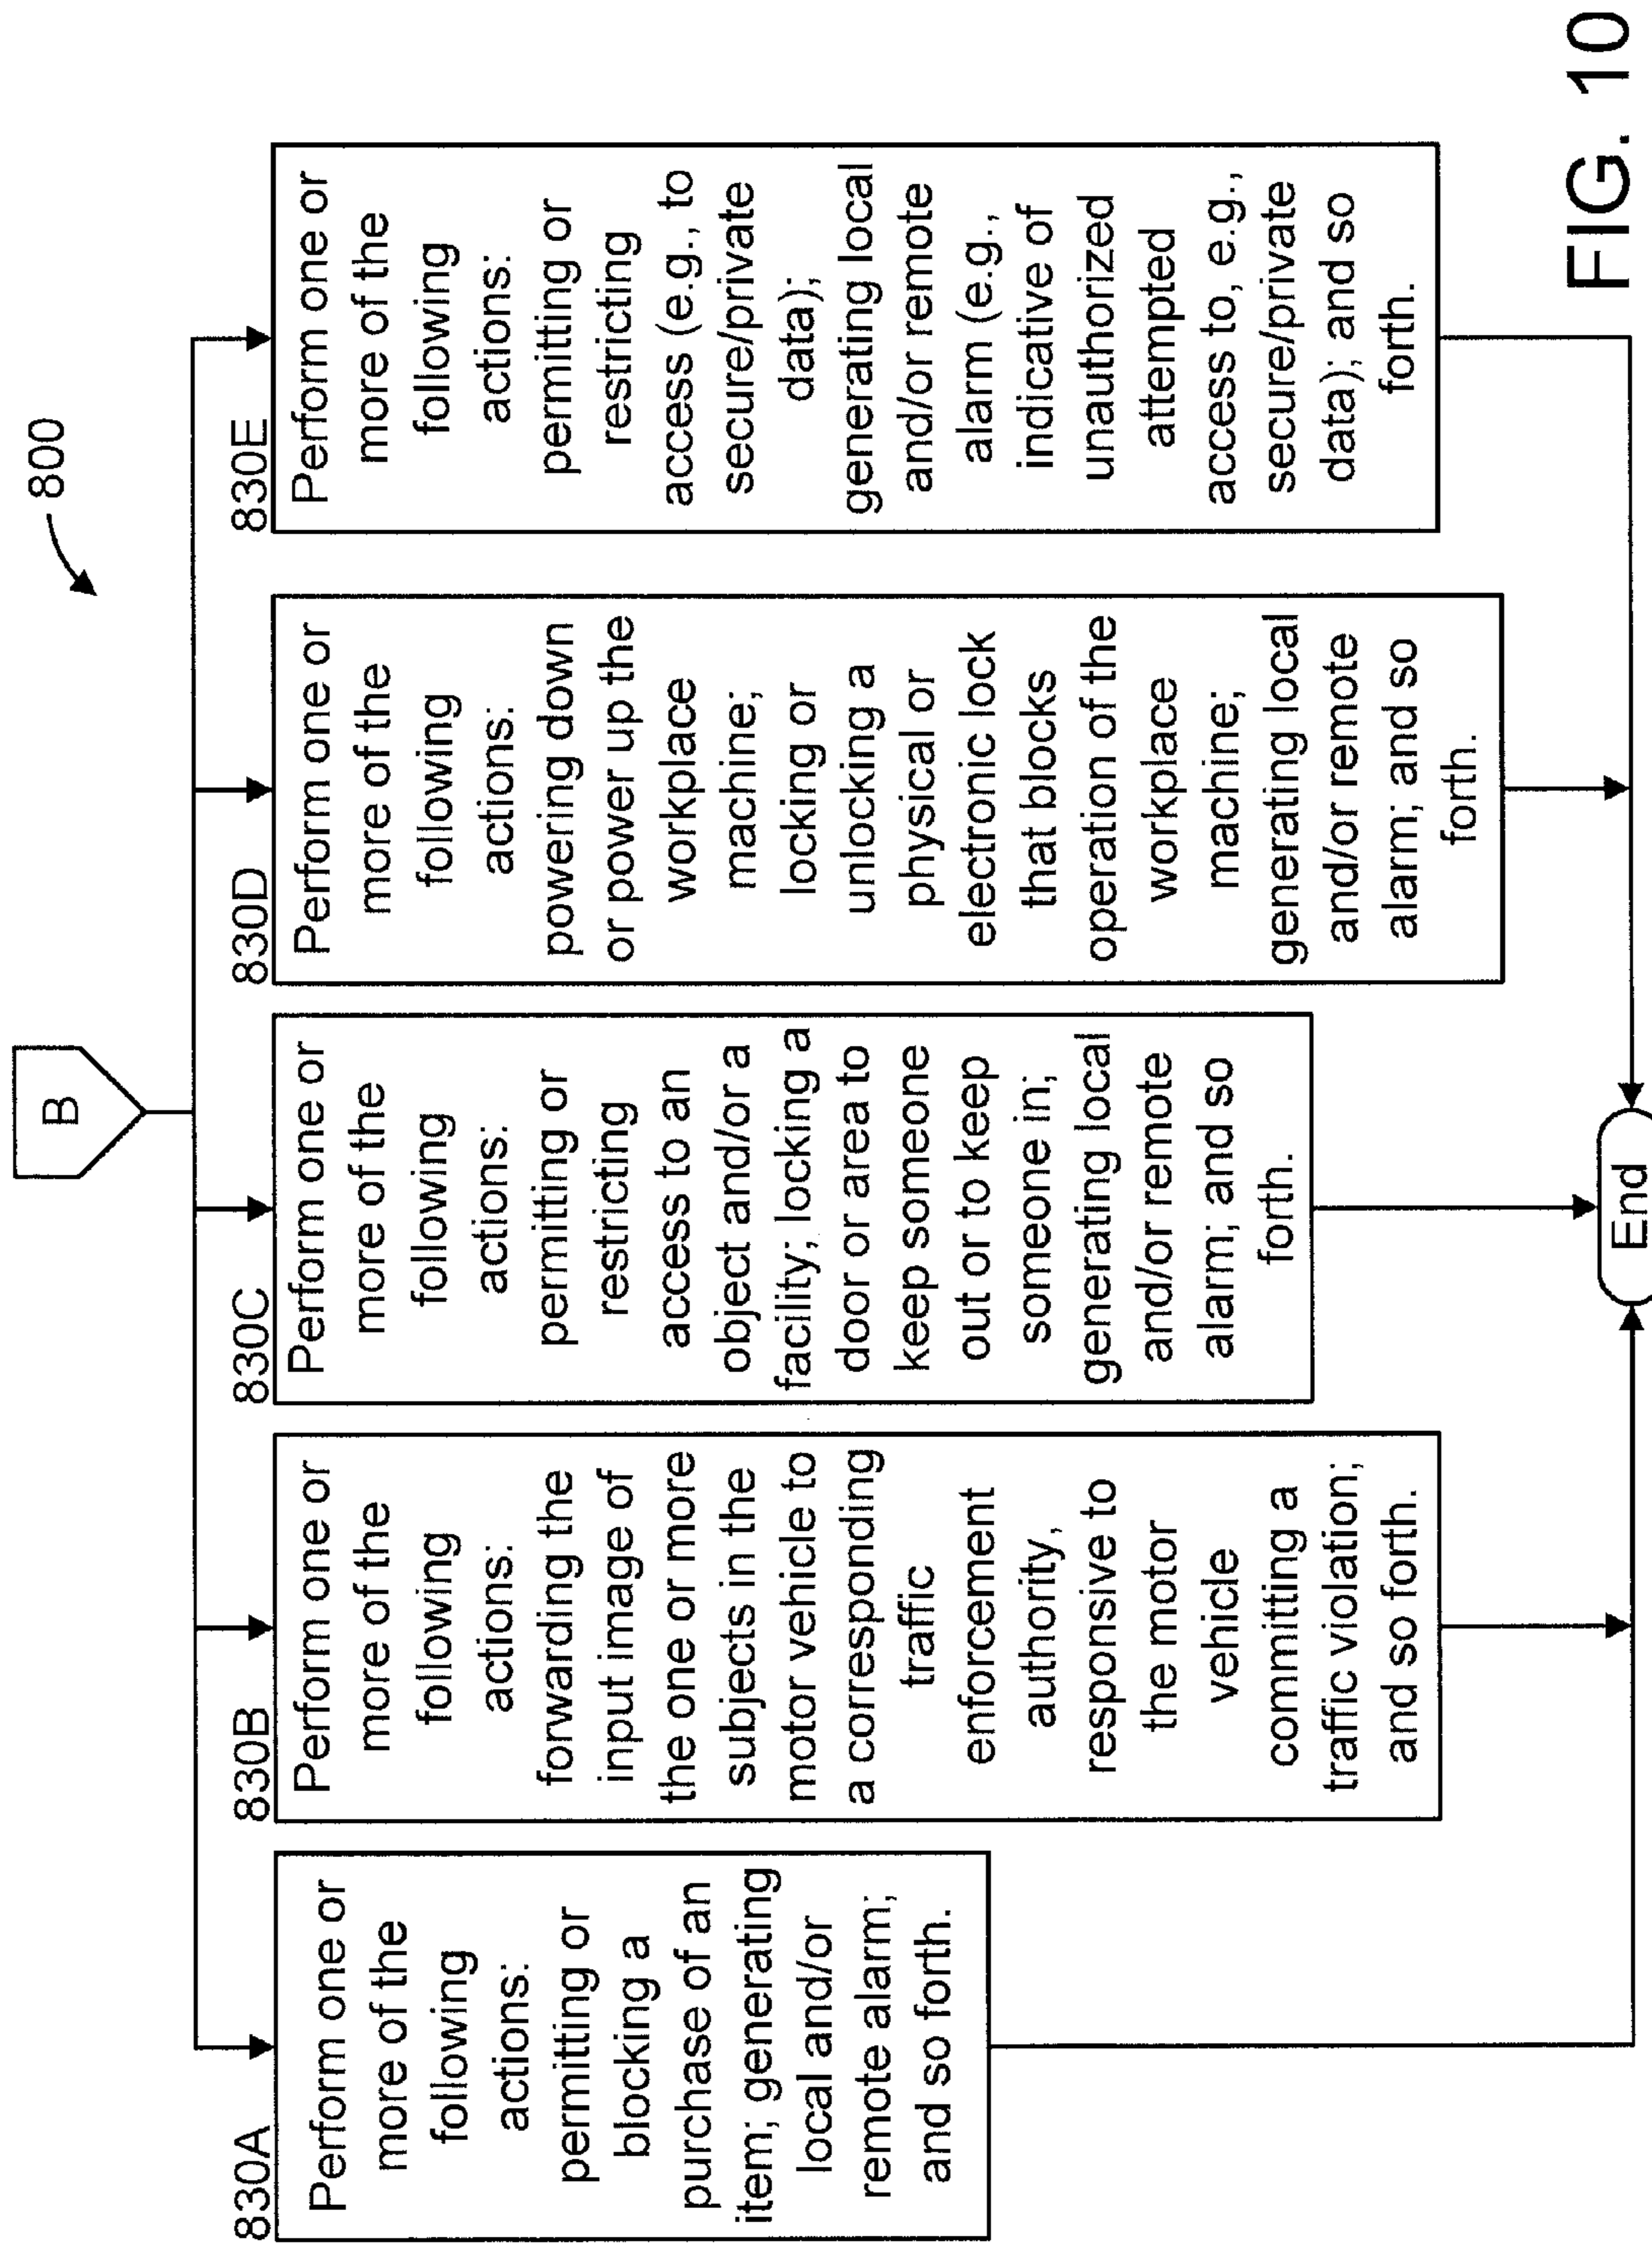 800
B
830A
Perform one or
more of the
following
actions:
permitting or
blocking a
purchase of an
item; generating
local and/or
remote alarm;
and so forth.
830B
Perform one or
more of the
following
actions:
forwarding the
input image of
the one or more
subjects in the
motor vehicle to
a corresponding
traffic
enforcement
authority,
responsive to
the motor
vehicle
committing a
traffic violation;
and so forth.
830C
Perform one or
more of the
following
actions:
permitting or
restricting
access to an
object and/or a
facility; locking a
door or area to
keep someone
out or to keep
someone in;
generating local
and/or remote
alarm; and so
forth.
830D
Perform one or
more of the
following
actions:
powering down
or power up the
workplace
machine;
locking or
unlocking a
physical or
electronic lock
that blocks
operation of the
workplace
machine;
generating local
and/or remote
alarm; and so
forth.
830E
Perform one or
more of the
following
actions:
permitting or
restricting
access (e.g., to
secure/private
data);
generating local
and/or remote
alarm (e.g.,
indicative of
unauthorized
attempted
access to, e.g.,
secure/private
data); and so
forth.
End
FIG. 10